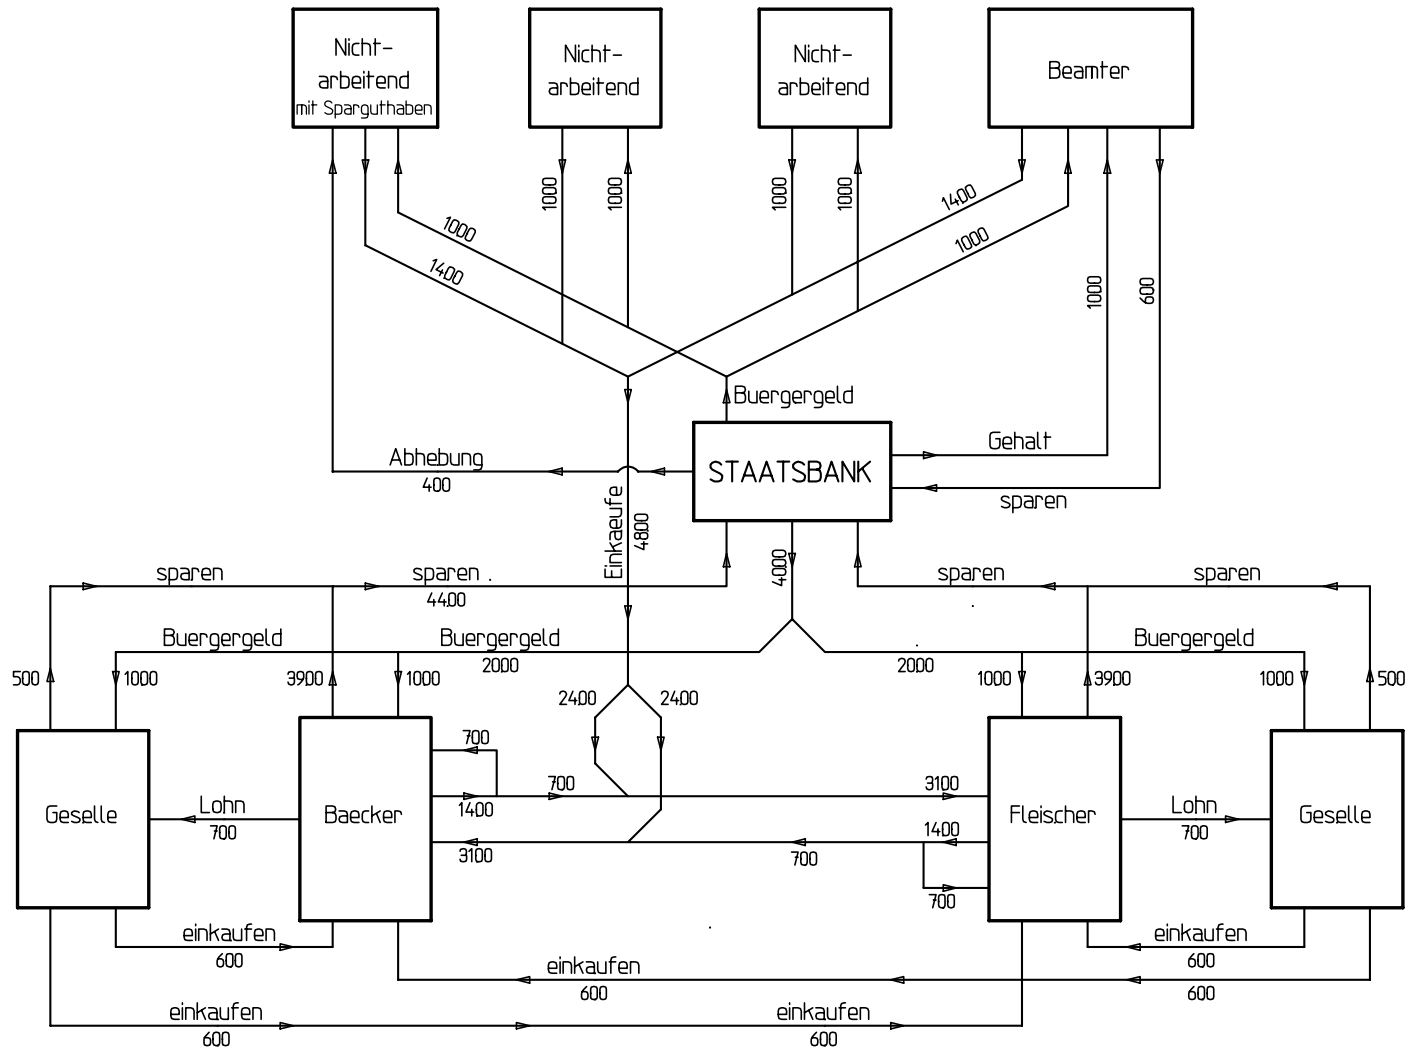 Nicht-
arbeitend
mit Sparguthaben
Nicht-
arbeitend
Nicht-
arbeitend
Beamter
1000
1000
1000
1000
1400
1000
1000
1400
1000
600
Buergergeld
STAATSBANK
Gehalt
sparen
Abhebung
400
Einkaeufe
4800
4000
sparen
sparen
4400
sparen
sparen
Buergergeld
Buergergeld
2000
2000
Buergergeld
500
1000
3900
1000
1000
3900
1000
500
2400
2400
700
1400
700
3100
3100
700
1400
700
Geselle
Lohn
700
Baecker
Fleischer
Lohn
700
Geselle
einkaufen
600
einkaufen
600
einkaufen
600
600
einkaufen
600
einkaufen
600